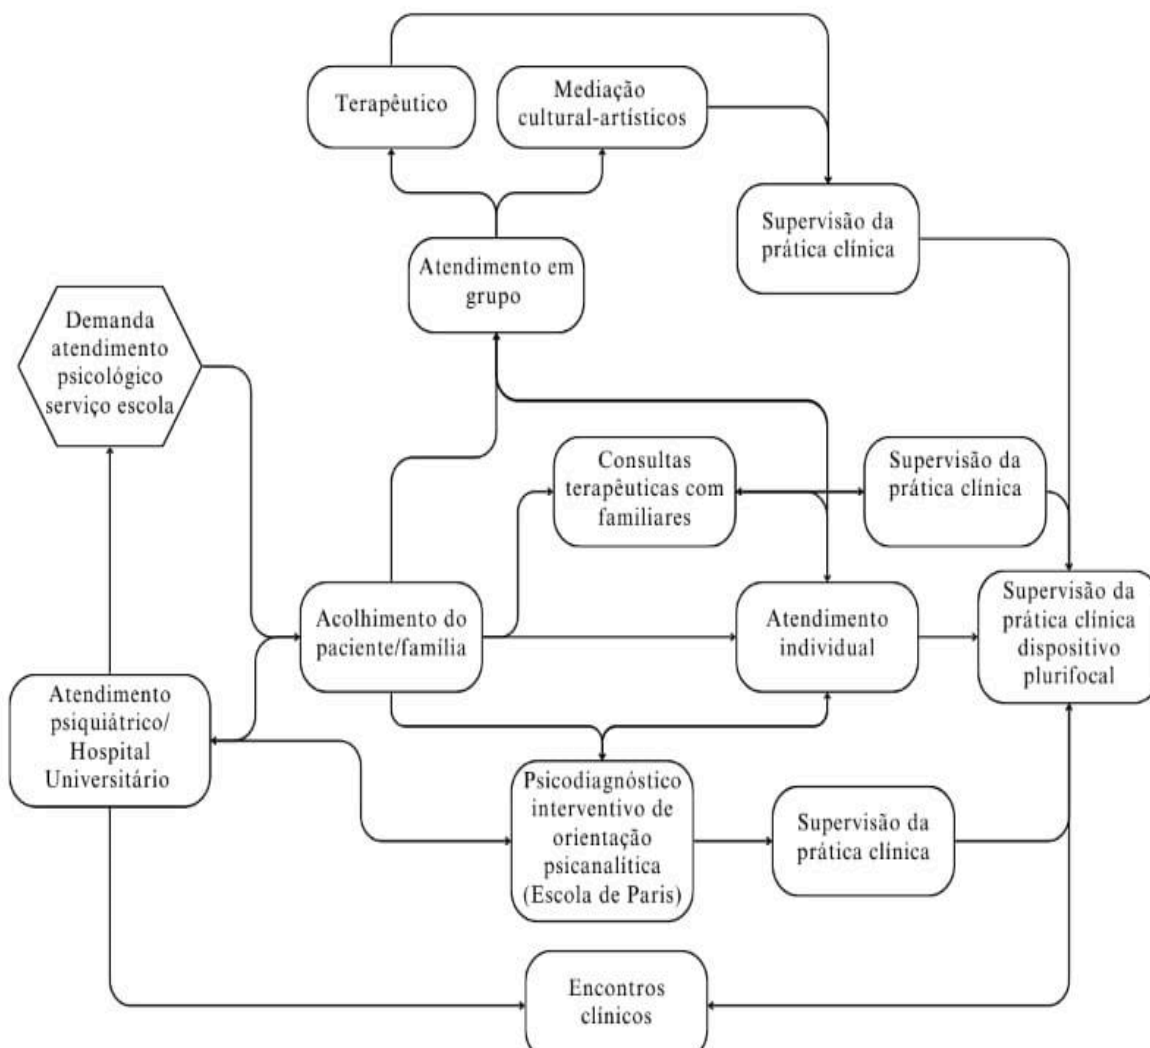 Terapêutico
Mediação
cultural-artísticos
Supervisão da
prática clínica
Atendimento em
grupo
Demanda
atendimento
psicológico
serviço escola
Consultas
terapêuticas com
familiares
Supervisão da
prática clínica
Acolhimento do
paciente/família
Atendimento
individual
Supervisão da
prática clínica
dispositivo
plurifocal
Atendimento
psiquiátrico/
Hospital
Universitário
Psicodiagnóstico
interventivo de
orientação
psicanalítica
(Escola de Paris)
Supervisão da
prática clínica
Encontros
clínicos